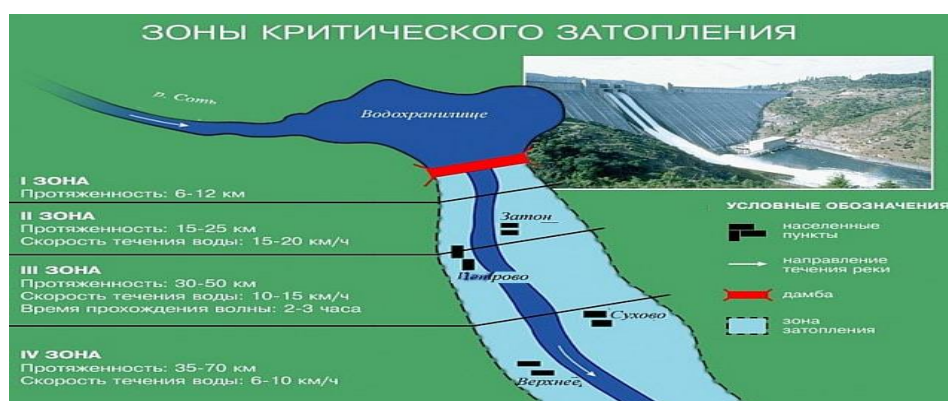 ЗОНЫ КРИТИЧЕСКОГО ЗАТОПЛЕНИЯ
р. Соть
Водохранилище
I ЗОНА
Протяженность: 6-12 км
II ЗОНА
Протяженность: 15-25 км
Скорость течения воды: 15-20 км/ч
III ЗОНА
Протяженность: 30-50 км
Скорость течения воды: 10-15 км/ч
Время прохождения волны: 2-3 часа
IV ЗОНА
Протяженность: 35-70 км
Скорость течения воды: 6-10 км/ч
Затон
Петрово
Сухово
Верхнее
УСЛОВНЫЕ ОБОЗНАЧЕНИЯ
населенные
пункты
направление
течения реки
дамба
зона
затопления